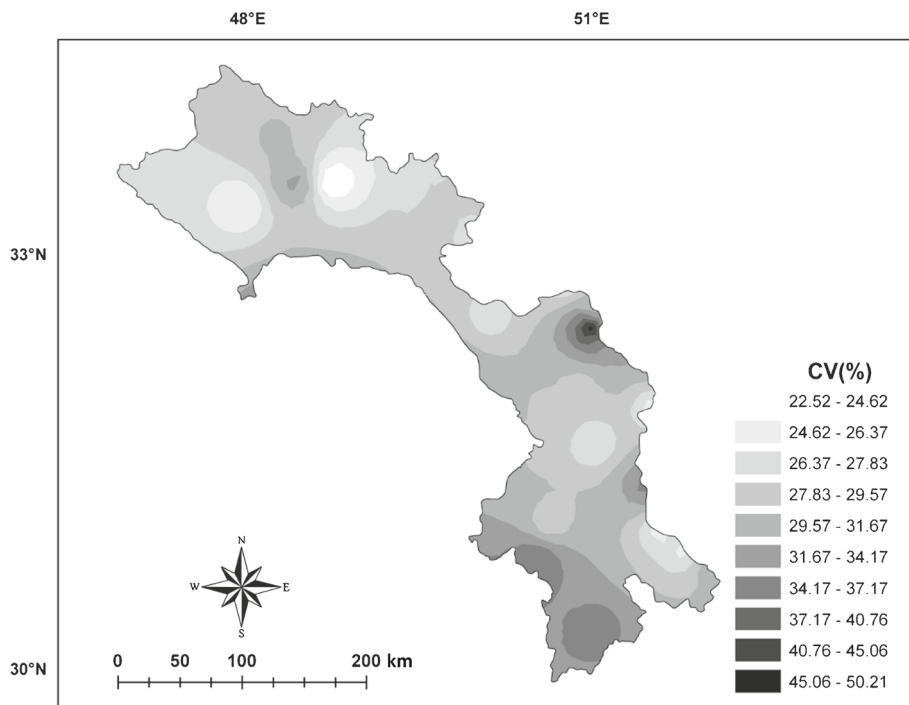 48°E
51°E
33°N
30°N
N
W
E
S
0 50 100 200 km
CV(%)
22.52 - 24.62
24.62 - 26.37
26.37 - 27.83
27.83 - 29.57
29.57 - 31.67
31.67 - 34.17
34.17 - 37.17
37.17 - 40.76
40.76 - 45.06
45.06 - 50.21